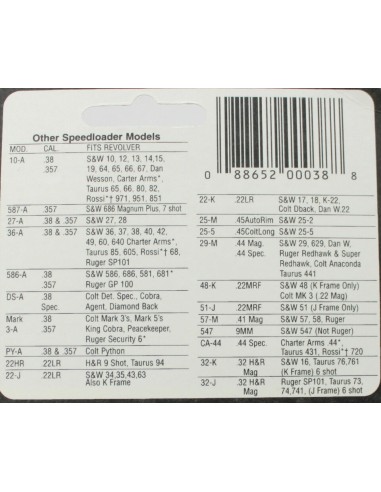 Other Speedloader Models
MOD. CAL. FITS REVOLVER
10-A .38 S&W 10, 12, 13, 14,15,
.357 19, 64, 65, 66, 67, Dan
Wesson, Carter Arms*,
Taurus 65, 66, 80, 82,
Rossi*† 971, 951, 851
587-A .357 S&W 686 Magnum Plus, 7 shot
27-A .38 & .357 S&W 27, 28
36-A .38 & .357 S&W 36, 37, 38, 40, 42,
49, 60, 640 Charter Arms*,
Taurus 85, 605, Rossi*† 68,
Ruger SP101
586-A .38 S&W 586, 686, 581, 681*
.357 Ruger GP 100
DS-A .38 Colt Det. Spec., Cobra,
Spec. Agent, Diamond Back
Mark .38 Colt Mark 3's, Mark 5's
3-A .357 King Cobra, Peacekeeper,
Ruger Security 6*
PY-A .38 & .357 Colt Python
22HR .22LR H&R 9 Shot, Taurus 94
22-J .22LR S&W 34,35,43,63
Also K Frame
0 88652 00038 8
22-K .22LR S&W 17, 18, K-22,
Colt Dback, Dan W.22
25-M .45AutoRim S&W 25-2
25-5 .45ColtLong S&W 25-5
29-M .44 Mag. S&W 29, 629, Dan W,
.44 Spec. Ruger Redhawk & Super
Redhawk, Colt Anaconda
Taurus 441
48-K .22MRF S&W 48 (K Frame Only)
Colt MK 3 (.22 Mag)
51-J .22MRF S&W 51 (J Frame Only)
57-M .41 Mag S&W 57, 58, Ruger
547 9MM S&W 547 (Not Ruger)
CA-44 .44 Spec. Charter Arms .44*,
Taurus 431, Rossi*† 720
32-K .32 H&R S&W 16, Taurus 76,761
Mag (K Frame) 6 shot
32-J .32 H&R Ruger SP101, Taurus 73,
Mag 74,741, (J Frame) 6 shot